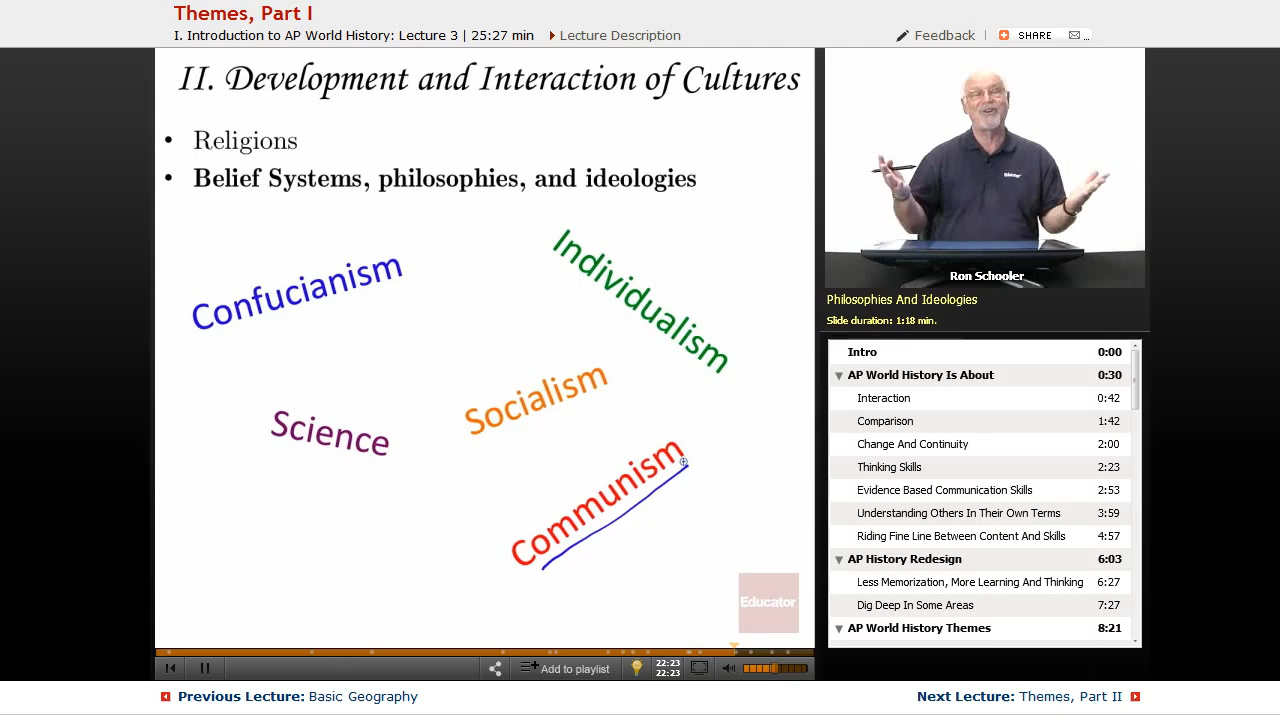 Themes, Part I
I. Introduction to AP World History: Lecture 3 | 25:27 min
Lecture Description
Feedback
SHARE
...
II. Development and Interaction of Cultures
• Religions
• Belief Systems, philosophies, and ideologies
Confucianism
Individualism
Socialism
Science
Communism
Educator
Add to playlist
22:23
22:23
Educator
Ron Schooler
Philosophies And Ideologies
Slide duration: 1:18 min.
Intro 0:00
AP World History Is About 0:30
Interaction 0:42
Comparison 1:42
Change And Continuity 2:00
Thinking Skills 2:23
Evidence Based Communication Skills 2:53
Understanding Others In Their Own Terms 3:59
Riding Fine Line Between Content And Skills 4:57
AP History Redesign 6:03
Less Memorization, More Learning And Thinking 6:27
Dig Deep In Some Areas 7:27
AP World History Themes 8:21
Previous Lecture: Basic Geography
Next Lecture: Themes, Part II